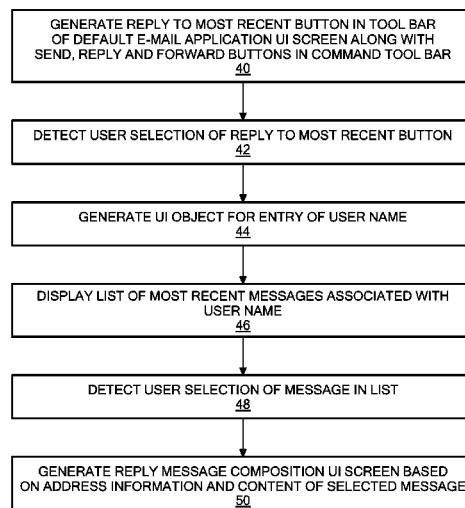 GENERATE REPLY TO MOST RECENT BUTTON IN TOOL BAR
OF DEFAULT E-MAIL APPLICATION UI SCREEN ALONG WITH
SEND, REPLY AND FORWARD BUTTONS IN COMMAND TOOL BAR
40
DETECT USER SELECTION OF REPLY TO MOST RECENT BUTTON
42
GENERATE UI OBJECT FOR ENTRY OF USER NAME
44
DISPLAY LIST OF MOST RECENT MESSAGES ASSOCIATED WITH
USER NAME
46
DETECT USER SELECTION OF MESSAGE IN LIST
48
GENERATE REPLY MESSAGE COMPOSITION UI SCREEN BASED
ON ADDRESS INFORMATION AND CONTENT OF SELECTED MESSAGE
50